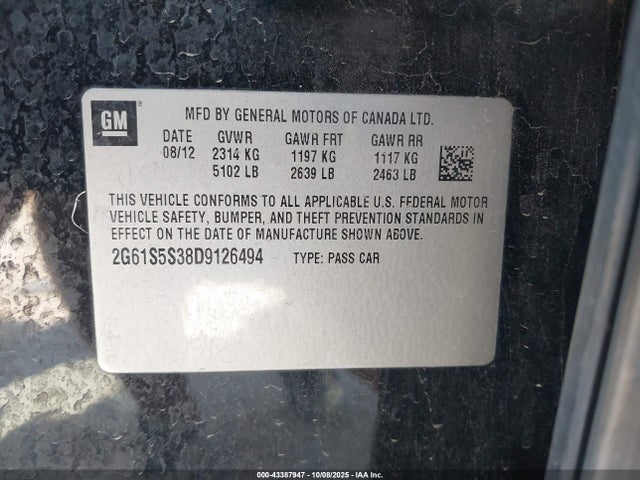 GM
®
MFD BY GENERAL MOTORS OF CANADA LTD.
DATE GVWR GAWR FRT GAWR RR
08/12 2314 KG 1197 KG 1117 KG
5102 LB 2639 LB 2463 LB
THIS VEHICLE CONFORMS TO ALL APPLICABLE U.S. FEDERAL MOTOR
VEHICLE SAFETY, BUMPER, AND THEFT PREVENTION STANDARDS IN
EFFECT ON THE DATE OF MANUFACTURE SHOWN ABOVE.
2G61S5S38D9126494 TYPE: PASS CAR
000-43387947 • 10/08/2025 • IAA Inc.